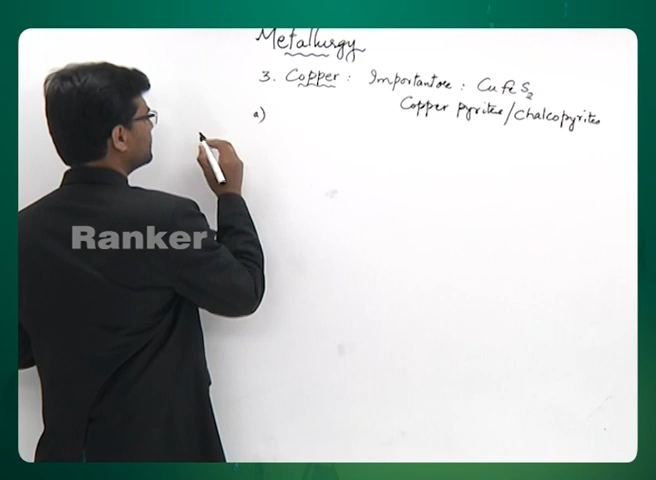 Metallurgy
3. Copper : Important ore : CuFeS2
Copper pyrites/Chalcopyrites
a)
Ranker